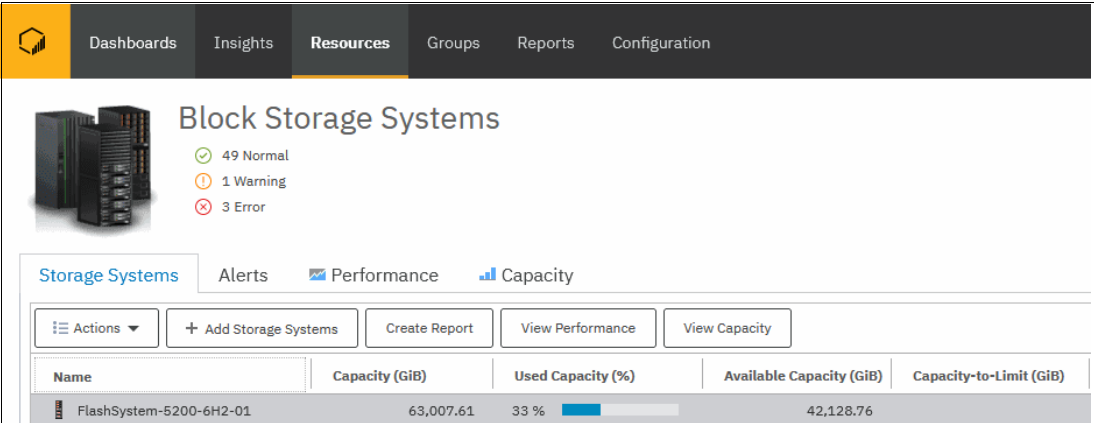 Dashboards Insights Resources Groups Reports Configuration
Block Storage Systems
49 Normal
1 Warning
3 Error
Storage Systems Alerts Performance Capacity
Actions + Add Storage Systems Create Report View Performance View Capacity
Name Capacity (GiB) Used Capacity (%) Available Capacity (GiB) Capacity-to-Limit (GiB)
FlashSystem-5200-6H2-01 63,007.61 33 % 42,128.76